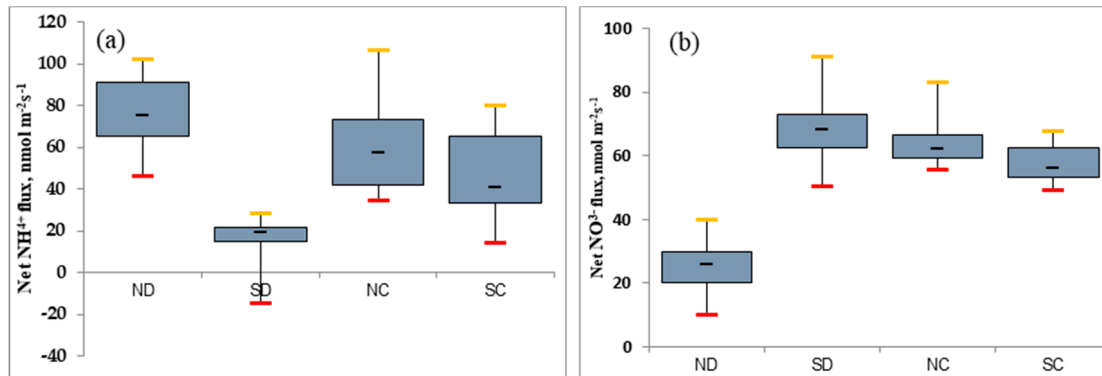 (a)
Net NH⁴⁺ flux, nmol m⁻²s⁻¹
120
100
80
60
40
20
0
-20
-40
ND SD NC SC
(b)
Net NO³⁻ flux, nmol m⁻²s⁻¹
100
80
60
40
20
0
ND SD NC SC